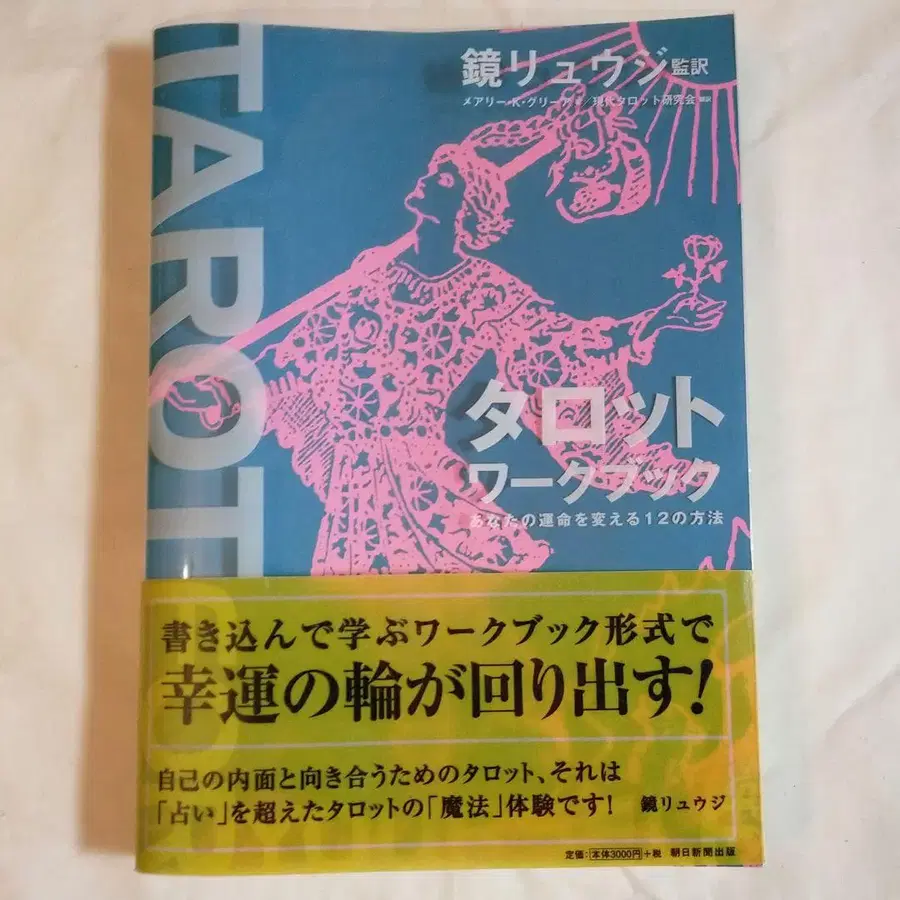 TAROT
鏡リュウジ 監訳
メアリー・K・グリーア 著／現代タロット研究会 翻訳
タロット
ワークブック
あなたの運命を変える12の方法
書き込んで学ぶワークブック形式で
幸運の輪が回り出す！
自己の内面と向き合うためのタロット、それは
「占い」を超えたタロットの「魔法」体験です！ 鏡リュウジ
定価：本体3000円＋税 朝日新聞出版